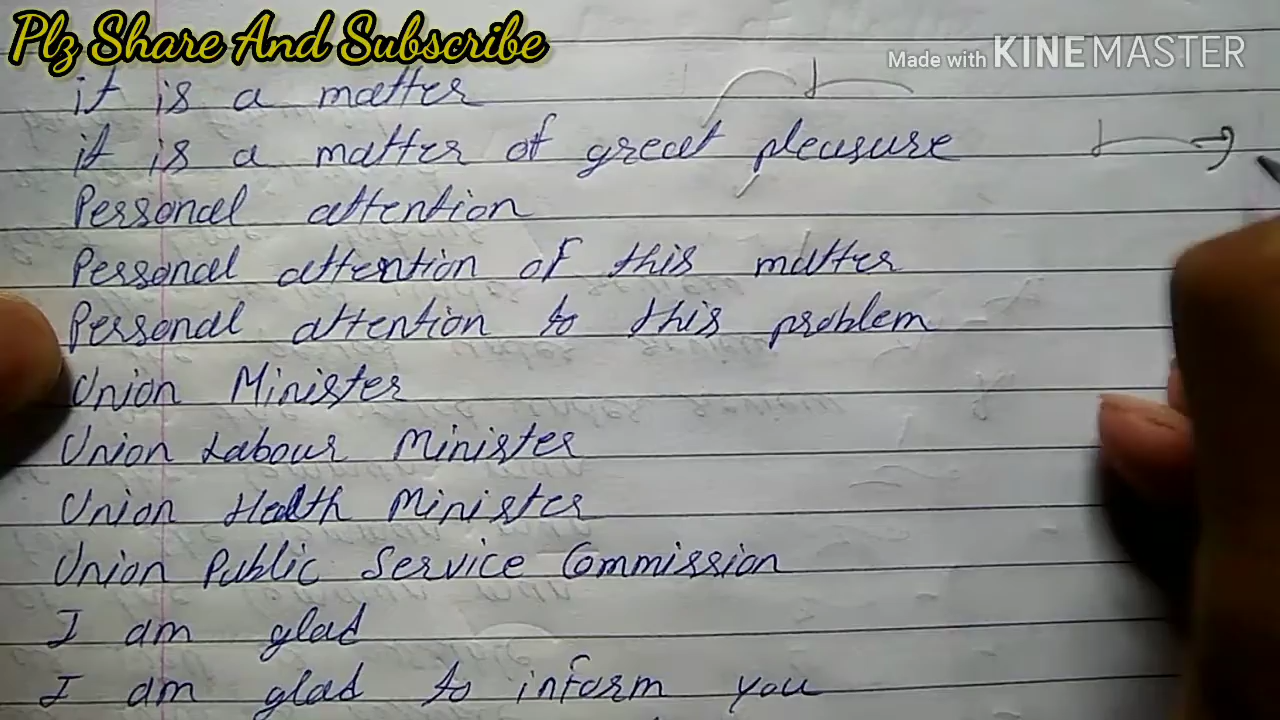 Plz Share And Subscribe
Made with KINEMASTER
it is a matter
it is a matter of great pleasure
Personal attention
Personal attention of this matter
Personal attention to this problem
Union Minister
Union Labour Minister
Union Health Minister
Union Public Service Commission
I am glad
I am glad to inform you